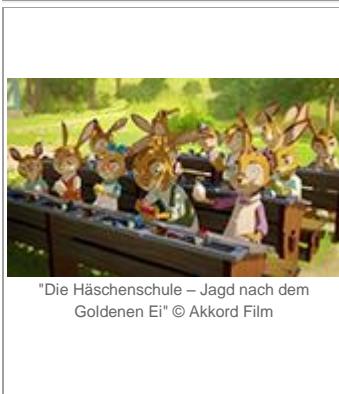 "Die Häschenschule – Jagd nach dem
Goldenen Ei" © Akkord Film